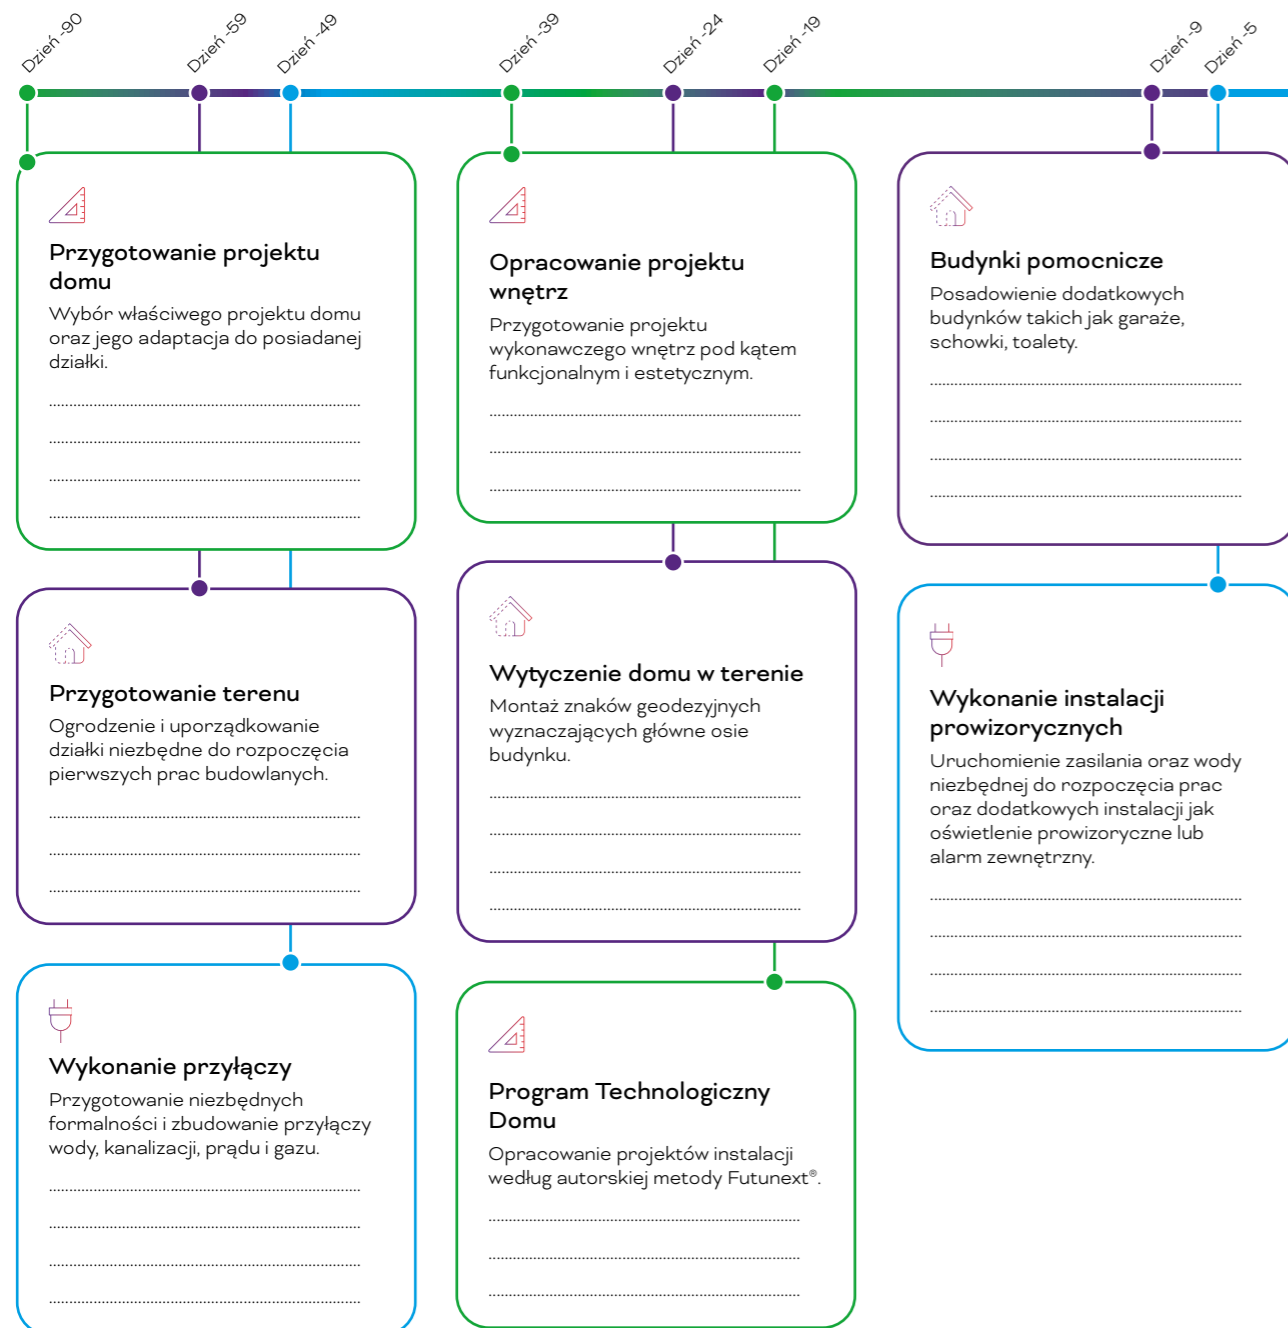 Dzień -90
Dzień -59
Dzień -49
Dzień -39
Dzień -24
Dzień -19
Dzień -9
Dzień -5
Przygotowanie projektu
domu
Wybór właściwego projektu domu
oraz jego adaptacja do posiadanej
działki.
Przygotowanie terenu
Ogrodzenie i uporządkowanie
działki niezbędne do rozpoczęcia
pierwszych prac budowlanych.
Wykonanie przyłączy
Przygotowanie niezbędnych
formalności i zbudowanie przyłączy
wody, kanalizacji, prądu i gazu.
Opracowanie projektu
wnętrz
Przygotowanie projektu
wykonawczego wnętrz pod kątem
funkcjonalnym i estetycznym.
Wytyczenie domu w terenie
Montaż znaków geodezyjnych
wyznaczających główne osie
budynku.
Program Technologiczny
Domu
Opracowanie projektów instalacji
według autorskiej metody Futunext®.
Budynki pomocnicze
Posadowienie dodatkowych
budynków takich jak garaże,
schowki, toalety.
Wykonanie instalacji
prowizorycznych
Uruchomienie zasilania oraz wody
niezbędnej do rozpoczęcia prac
oraz dodatkowych instalacji jak
oświetlenie prowizoryczne lub
alarm zewnętrzny.